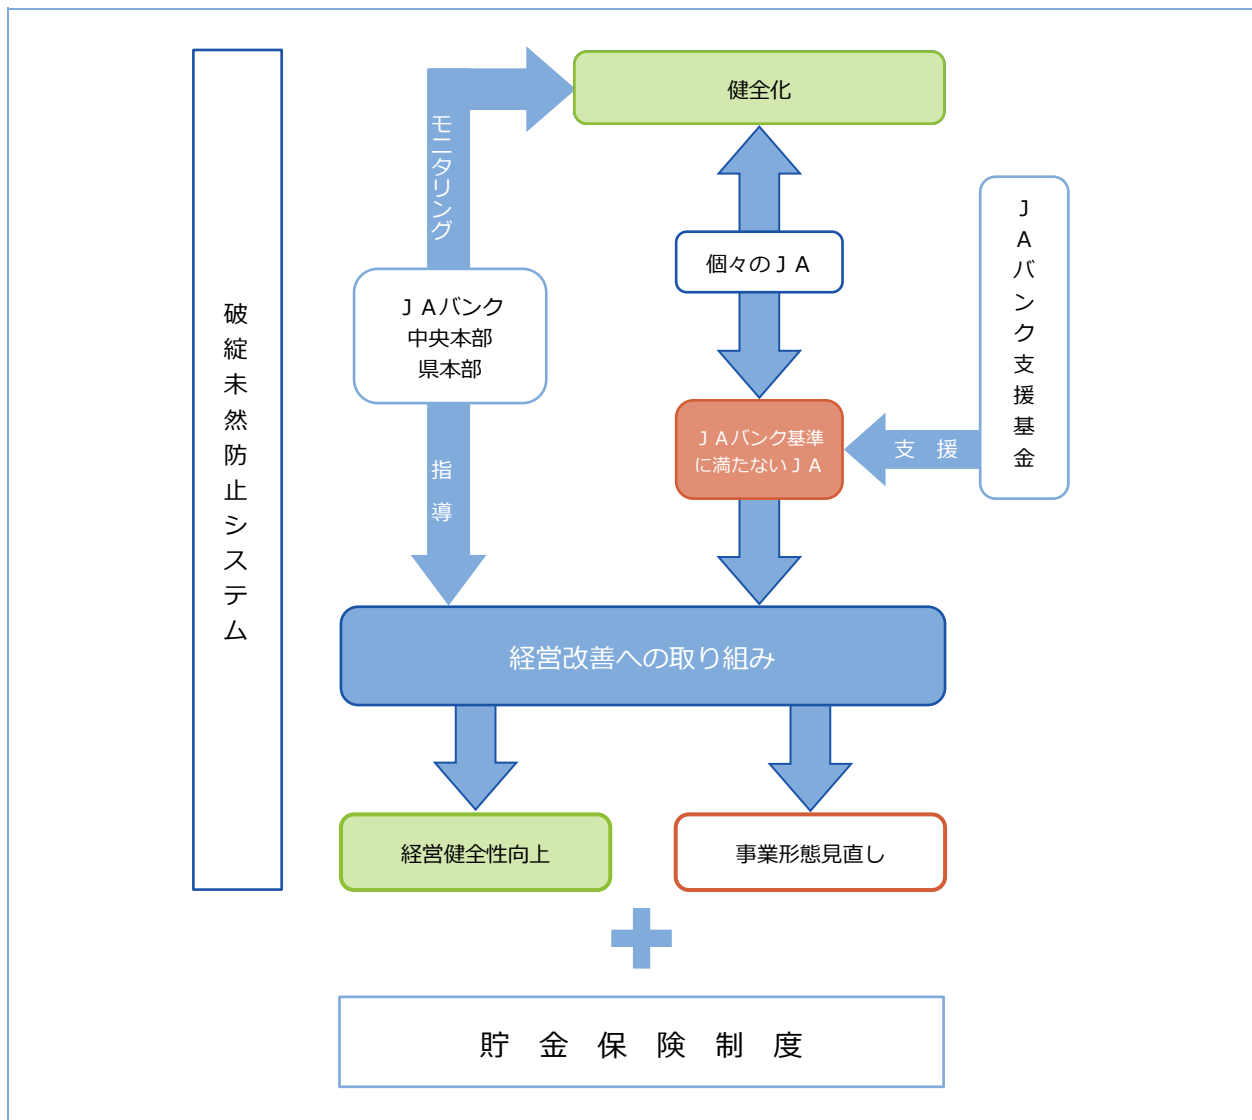 破綻未然防止システム
健全化
モニタリング
個々のＪＡ
ＪＡバンク支援基金
ＪＡバンク
中央本部
県本部
ＪＡバンク基準
に満たないＪＡ
支　援
指導
経営改善への取り組み
経営健全性向上
事業形態見直し
貯　金　保　険　制　度